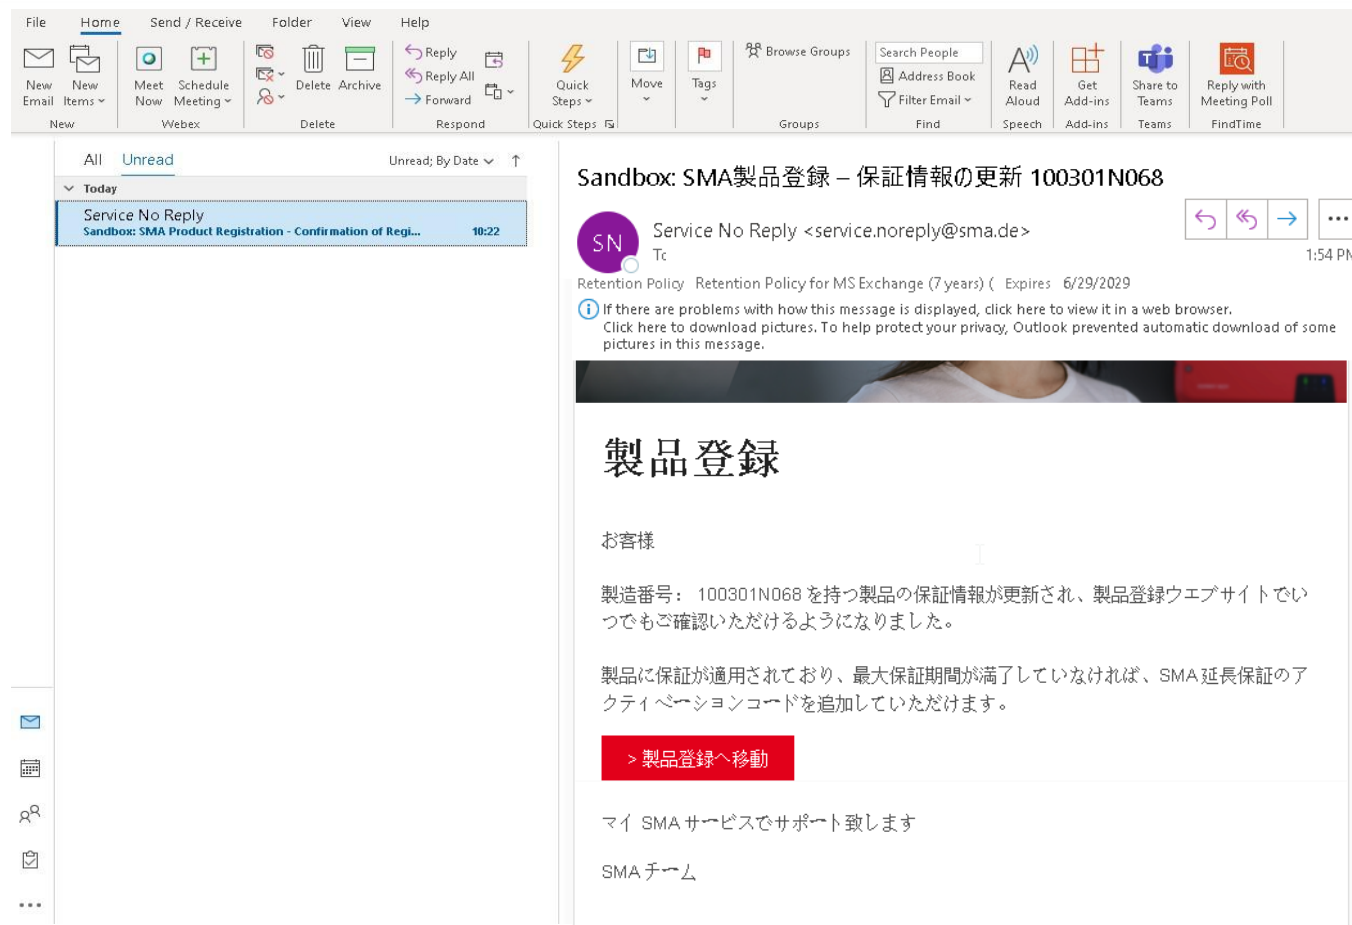 File Home Send / Receive Folder View Help
New Email
New Items
New
Meet Now
Schedule Meeting
Webex
Delete
Archive
Delete
Reply
Reply All
Forward
Respond
Quick Steps
Quick Steps
Move
Tags
Browse Groups
Groups
Search People
Address Book
Filter Email
Find
Read Aloud
Speech
Get Add-ins
Add-ins
Share to Teams
Teams
Reply with Meeting Poll
FindTime
All Unread Unread; By Date
Today
Service No Reply
Sandbox: SMA Product Registration - Confirmation of Regi... 10:22
Sandbox: SMA製品登録 – 保証情報の更新 100301N068
SN
Service No Reply <service.noreply@sma.de>
To
1:54 PM
Retention Policy Retention Policy for MS Exchange (7 years) ( Expires 6/29/2029
If there are problems with how this message is displayed, click here to view it in a web browser.
Click here to download pictures. To help protect your privacy, Outlook prevented automatic download of some
pictures in this message.
製品登録
お客様
製造番号： 100301N068 を持つ製品の保証情報が更新され、製品登録ウエブサイトでい
つでもご確認いただけるようになりました。
製品に保証が適用されており、最大保証期間が満了していなければ、SMA 延長保証のア
クティベーションコードを追加していただけます。
> 製品登録へ移動
マイ SMA サービスでサポート致します
SMA チーム